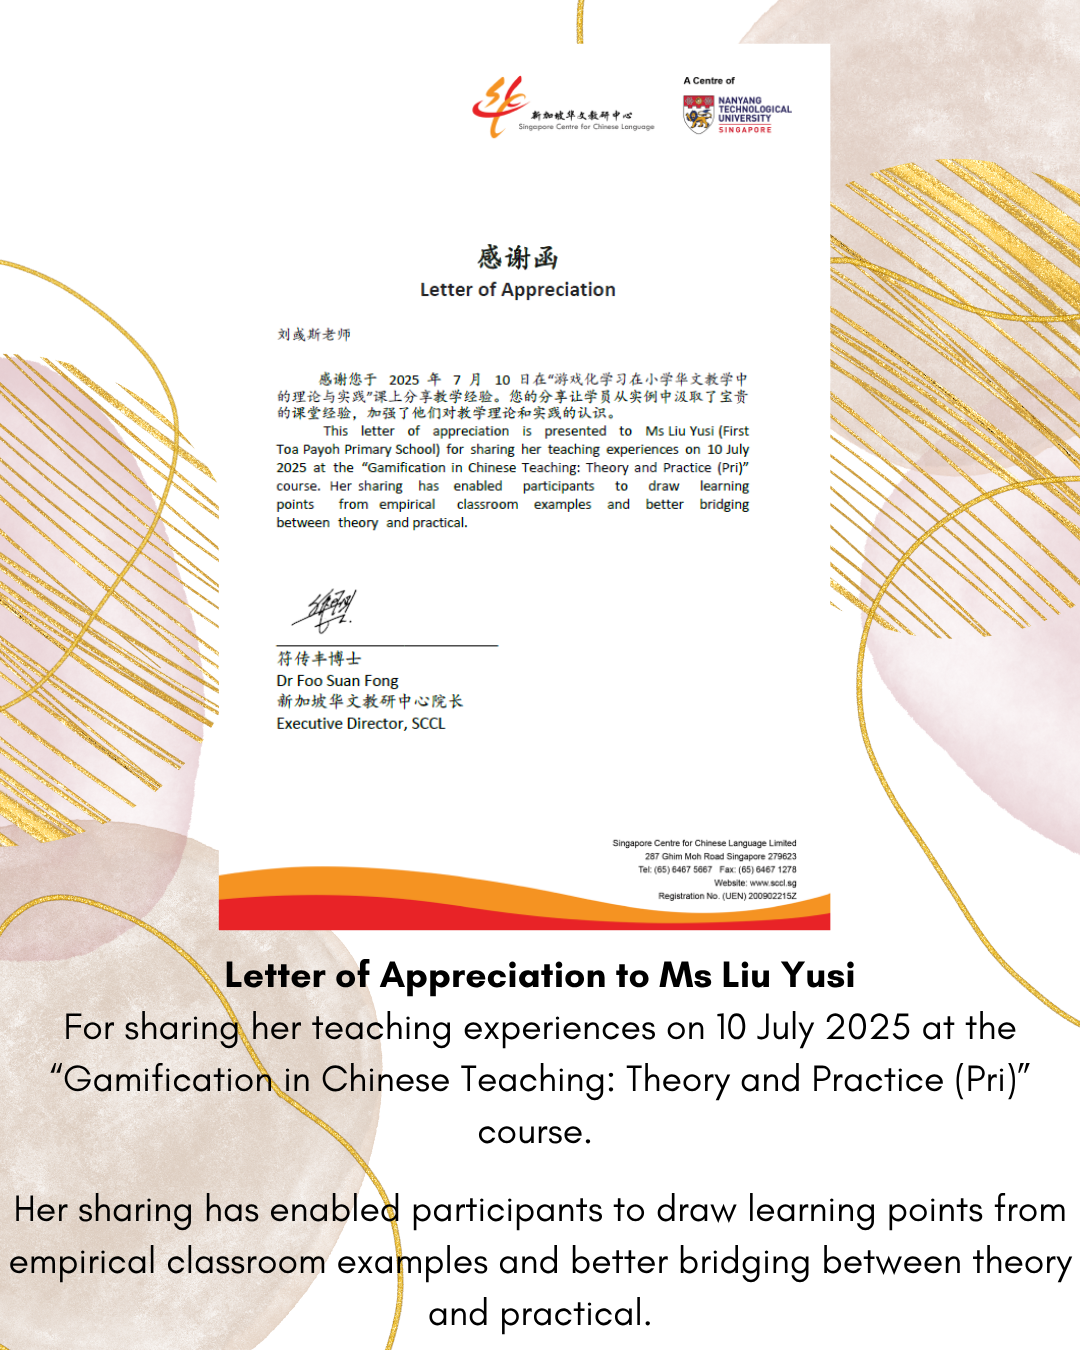 新加坡华文教研中心
Singapore Centre for Chinese Language
A Centre of
NANYANG
TECHNOLOGICAL
UNIVERSITY
SINGAPORE
感谢函
Letter of Appreciation
刘彧斯老师
感谢您于 2025 年 7 月 10 日在“游戏化学习在小学华文教学中
的理论与实践”课上分享教学经验。您的分享让学员从实例中汲取了宝贵
的课堂经验，加强了他们对教学理论和实践的认识。
This letter of appreciation is presented to Ms Liu Yusi (First
Toa Payoh Primary School) for sharing her teaching experiences on 10 July
2025 at the “Gamification in Chinese Teaching: Theory and Practice (Pri)”
course. Her sharing has enabled participants to draw learning
points from empirical classroom examples and better bridging
between theory and practical.
符传丰博士
Dr Foo Suan Fong
新加坡华文教研中心院长
Executive Director, SCCL
Singapore Centre for Chinese Language Limited
287 Ghim Moh Road Singapore 279623
Tel: (65) 6467 5667 Fax: (65) 6467 1278
Website: www.sccl.sg
Registration No. (UEN) 200902215Z
Letter of Appreciation to Ms Liu Yusi
For sharing her teaching experiences on 10 July 2025 at the
“Gamification in Chinese Teaching: Theory and Practice (Pri)”
course.
Her sharing has enabled participants to draw learning points from
empirical classroom examples and better bridging between theory
and practical.